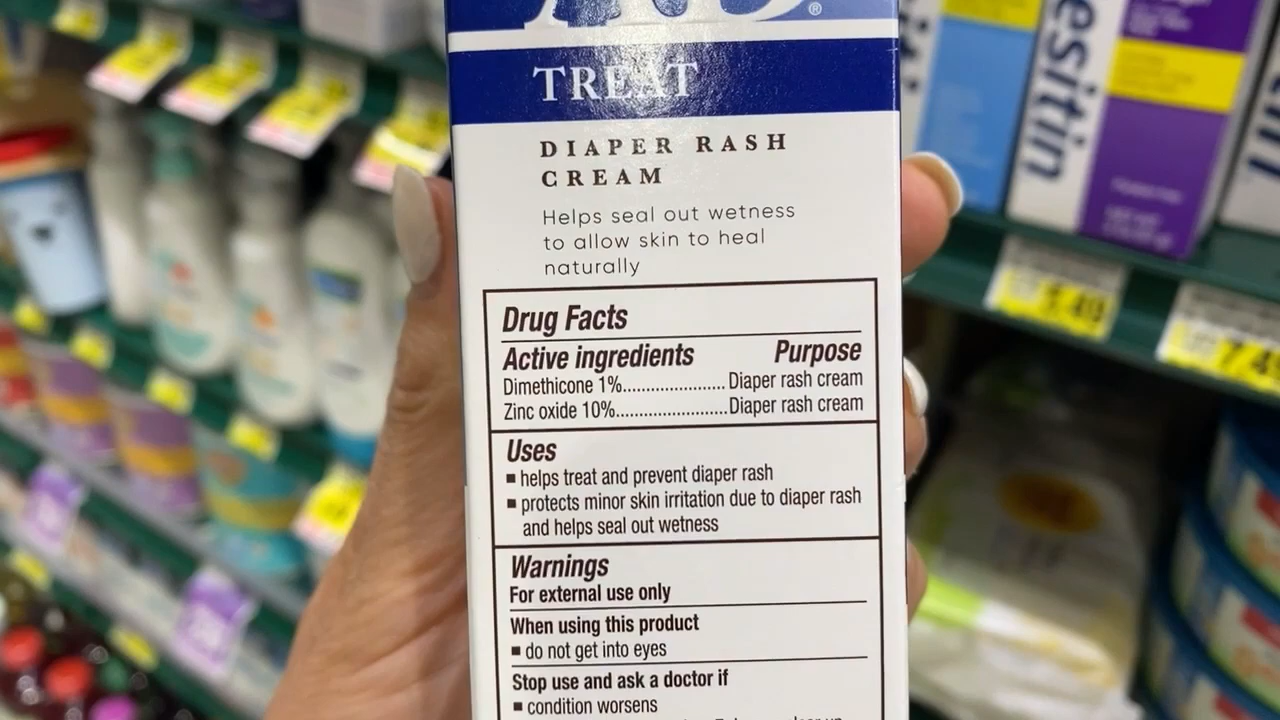 TREAT
DIAPER RASH
CREAM
Helps seal out wetness
to allow skin to heal
naturally
Drug Facts
Active ingredients Purpose
Dimethicone 1%....................... Diaper rash cream
Zinc oxide 10%........................Diaper rash cream
Uses
▪ helps treat and prevent diaper rash
▪ protects minor skin irritation due to diaper rash
and helps seal out wetness
Warnings
For external use only
When using this product
▪ do not get into eyes
Stop use and ask a doctor if
▪ condition worsens
esitin
7.49